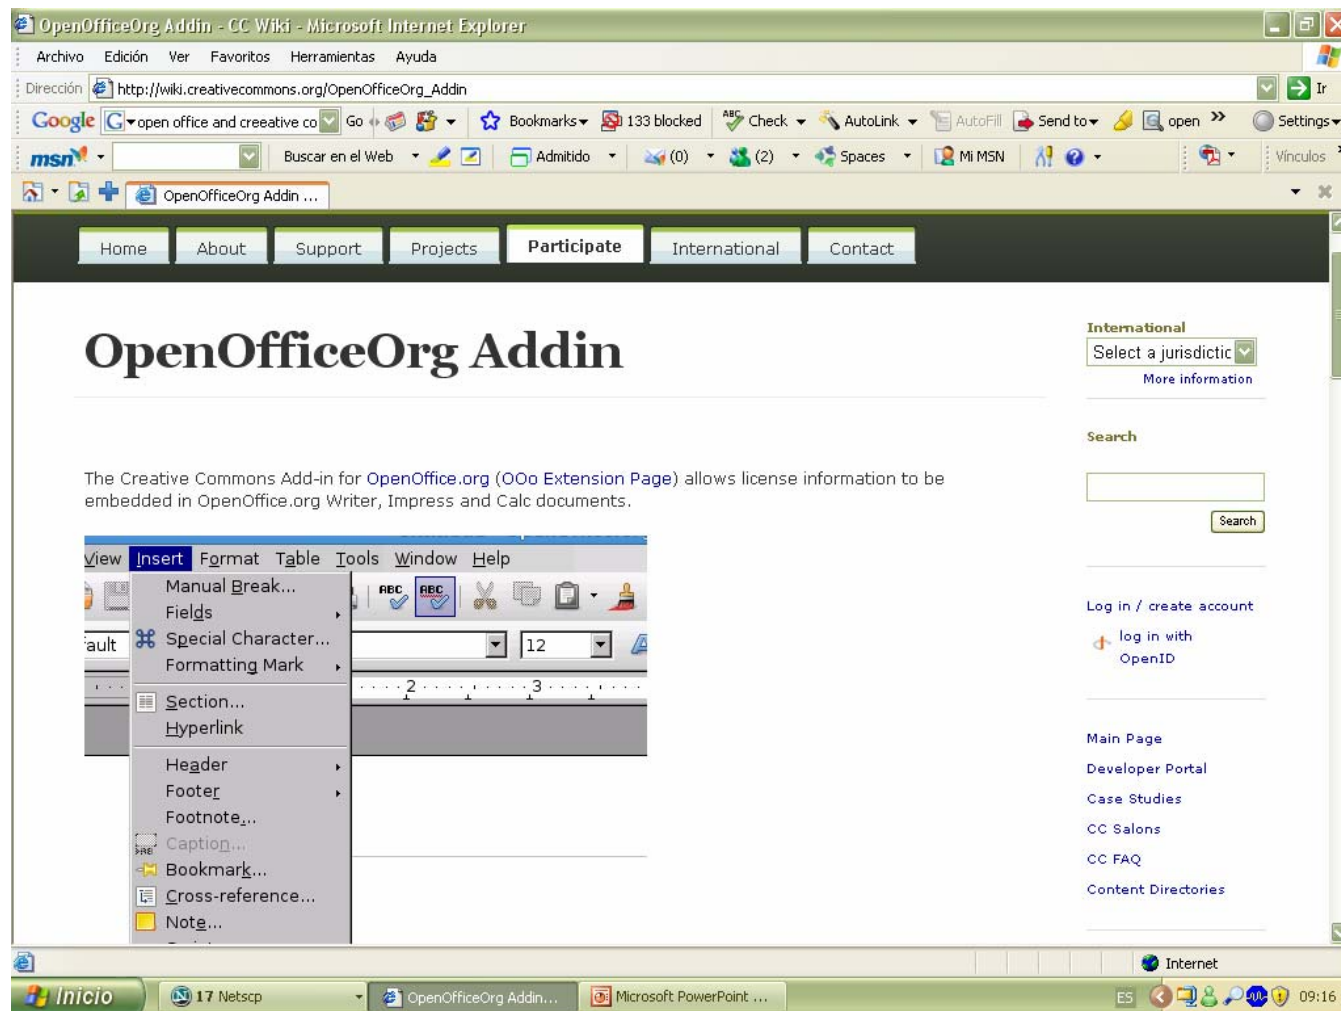 OpenOfficeOrg Addin - CC Wiki - Microsoft Internet Explorer
Archivo Edición Ver Favoritos Herramientas Ayuda
Dirección http://wiki.creativecommons.org/OpenOfficeOrg_Addin Ir
Google G open office and creeative co Go Bookmarks 133 blocked ABC Check AutoLink AutoFill Send to open » Settings
msn Buscar en el Web Admitido (0) (2) Spaces Mi MSN Vínculos
OpenOfficeOrg Addin ...
Home About Support Projects Participate International Contact
OpenOfficeOrg Addin
International
Select a jurisdictic
More information
Search
The Creative Commons Add-in for OpenOffice.org (OOo Extension Page) allows license information to be
embedded in OpenOffice.org Writer, Impress and Calc documents.
Search
View Insert Format Table Tools Window Help
Manual Break...
ABC ABC
Fields
Special Character...
ault 12
Formatting Mark
2 3
Section...
Hyperlink
Header
Footer
Footnote...
Caption...
Bookmark...
Cross-reference...
Note...
Log in / create account
log in with
OpenID
Main Page
Developer Portal
Case Studies
CC Salons
CC FAQ
Content Directories
Internet
Inicio 17 Netscp OpenOfficeOrg Addin... Microsoft PowerPoint ... ES 09:16